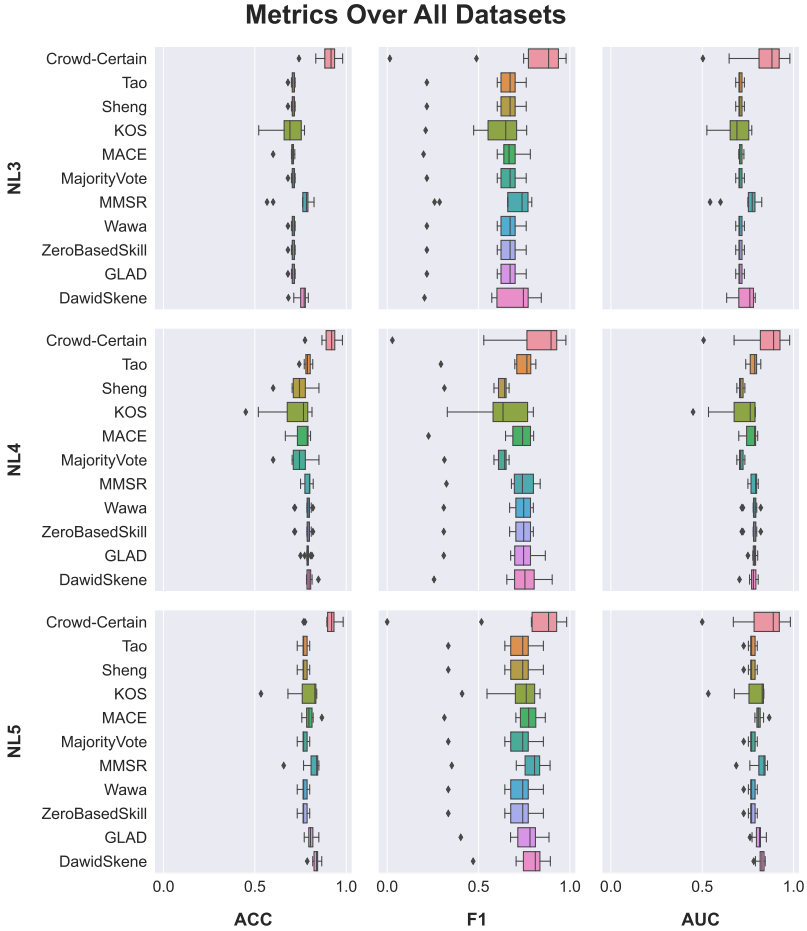 Metrics Over All Datasets
NL3
Crowd-Certain
Tao
Sheng
KOS
MACE
MajorityVote
MMSR
Wawa
ZeroBasedSkill
GLAD
DawidSkene
NL4
Crowd-Certain
Tao
Sheng
KOS
MACE
MajorityVote
MMSR
Wawa
ZeroBasedSkill
GLAD
DawidSkene
NL5
Crowd-Certain
Tao
Sheng
KOS
MACE
MajorityVote
MMSR
Wawa
ZeroBasedSkill
GLAD
DawidSkene
0.0 0.5 1.0 0.0 0.5 1.0 0.0 0.5 1.0
ACC F1 AUC